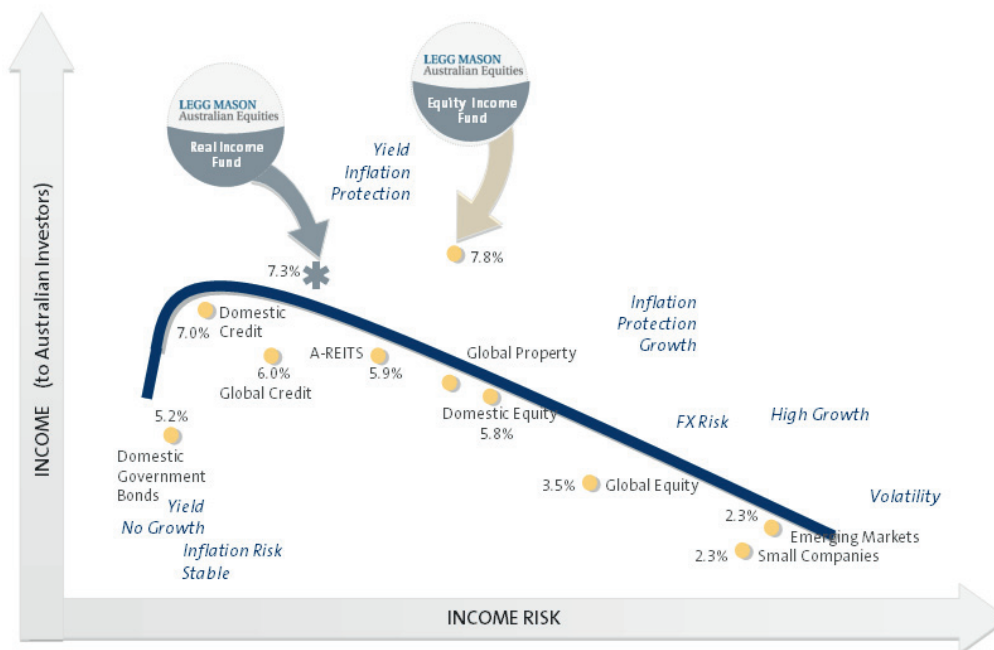 LEGG MASON
Australian Equities
Equity Income
Fund
LEGG MASON
Australian Equities
Real Income
Fund
Yield
Inflation
Protection
7.8%
7.3%
Inflation
Protection
Growth
Domestic
Credit
7.0%
A-REITS
5.9%
Global Property
6.0%
Global Credit
Domestic Equity
5.8%
5.2%
Domestic
Government
Bonds
FX Risk
High Growth
3.5%
Global Equity
Volatility
Yield
No Growth
Inflation Risk
Stable
2.3%
Emerging Markets
2.3%
Small Companies
INCOME (to Australian Investors)
INCOME RISK